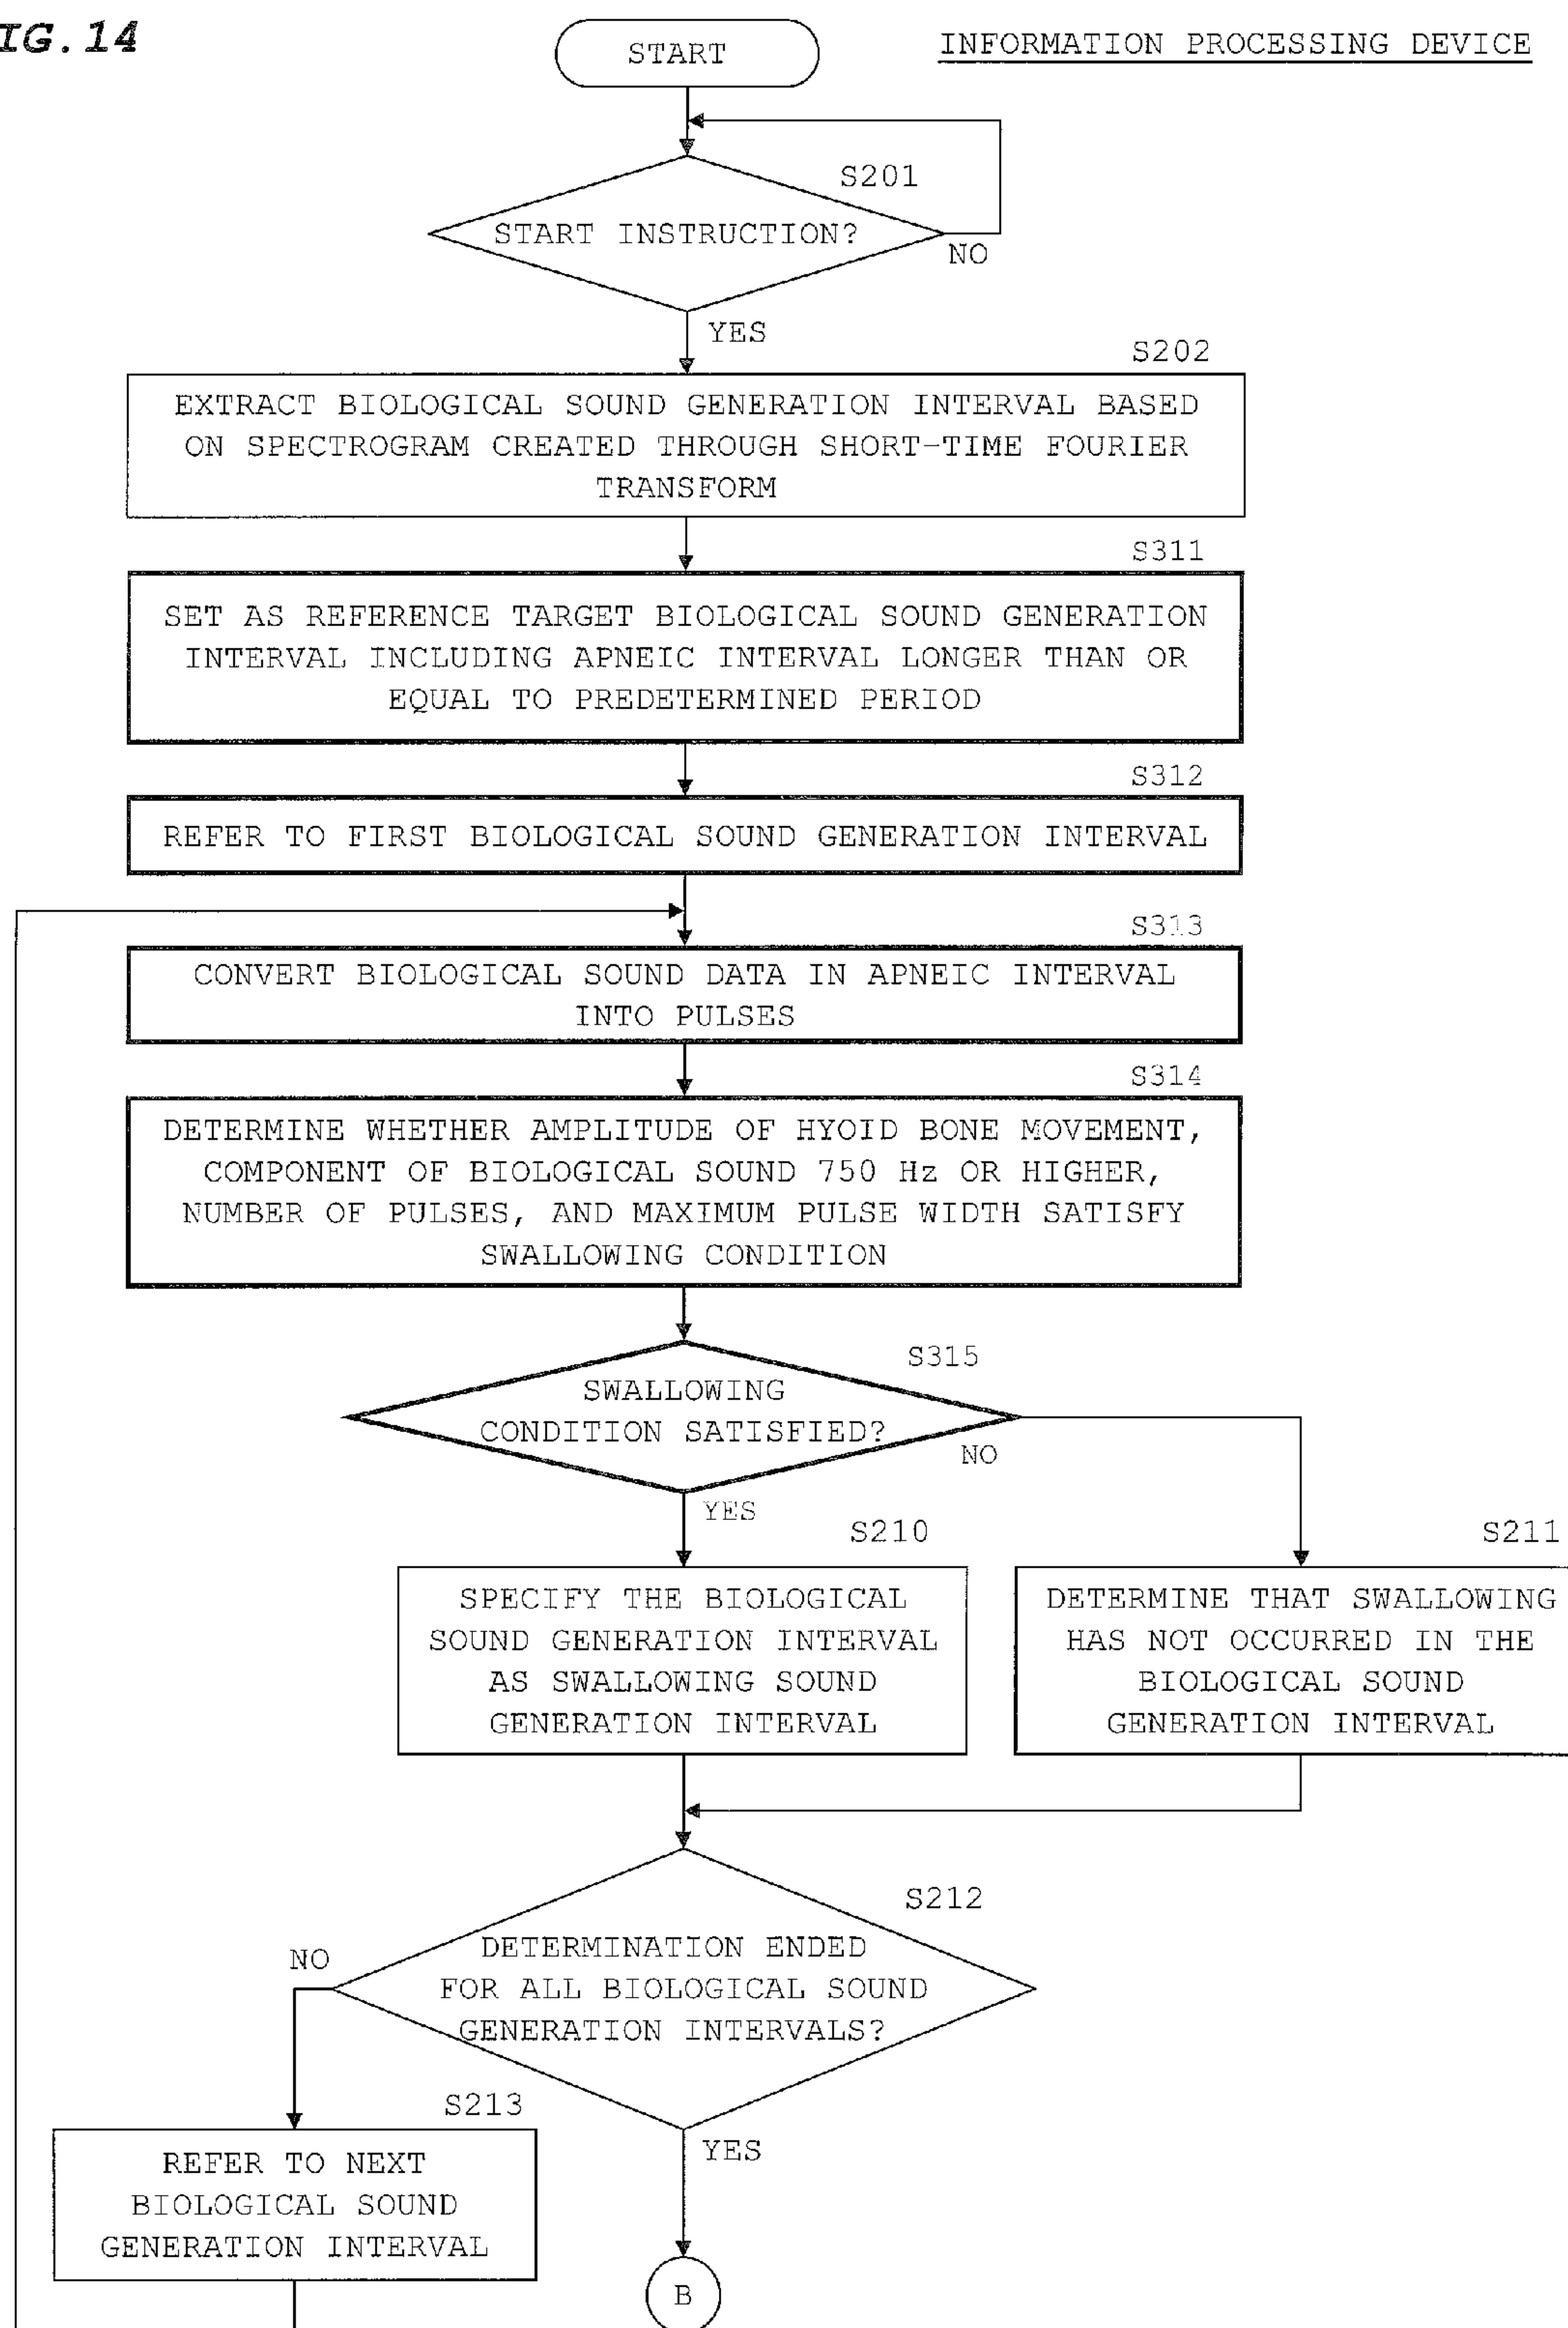 IG.14
START
INFORMATION PROCESSING DEVICE
S201
START INSTRUCTION?
NO
YES
S202
EXTRACT BIOLOGICAL SOUND GENERATION INTERVAL BASED
ON SPECTROGRAM CREATED THROUGH SHORT-TIME FOURIER
TRANSFORM
S311
SET AS REFERENCE TARGET BIOLOGICAL SOUND GENERATION
INTERVAL INCLUDING APNEIC INTERVAL LONGER THAN OR
EQUAL TO PREDETERMINED PERIOD
S312
REFER TO FIRST BIOLOGICAL SOUND GENERATION INTERVAL
S313
CONVERT BIOLOGICAL SOUND DATA IN APNEIC INTERVAL
INTO PULSES
S314
DETERMINE WHETHER AMPLITUDE OF HYOID BONE MOVEMENT,
COMPONENT OF BIOLOGICAL SOUND 750 Hz OR HIGHER,
NUMBER OF PULSES, AND MAXIMUM PULSE WIDTH SATISFY
SWALLOWING CONDITION
S315
SWALLOWING
CONDITION SATISFIED?
NO
YES
S210
SPECIFY THE BIOLOGICAL
SOUND GENERATION INTERVAL
AS SWALLOWING SOUND
GENERATION INTERVAL
S211
DETERMINE THAT SWALLOWING
HAS NOT OCCURRED IN THE
BIOLOGICAL SOUND
GENERATION INTERVAL
S212
DETERMINATION ENDED
FOR ALL BIOLOGICAL SOUND
GENERATION INTERVALS?
NO
YES
S213
REFER TO NEXT
BIOLOGICAL SOUND
GENERATION INTERVAL
B